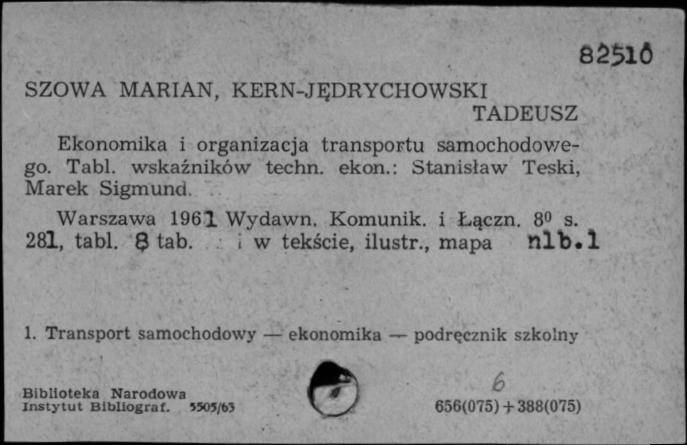 82510
SZOWA MARIAN, KERN-JĘDRYCHOWSKI
TADEUSZ
Ekonomika i organizacja transportu samochodowe-
go. Tabl. wskaźników techn. ekon.: Stanisław Teski,
Marek Sigmund.
Warszawa 1961 Wydawn. Komunik. i Łączn. 8⁰ s.
281, tabl. 8 tab. i w tekście, ilustr., mapa nlb.1
1. Transport samochodowy — ekonomika — podręcznik szkolny
6
Biblioteka Narodowa
Instytut Bibliograf. 5505/63
656(075) + 388(075)